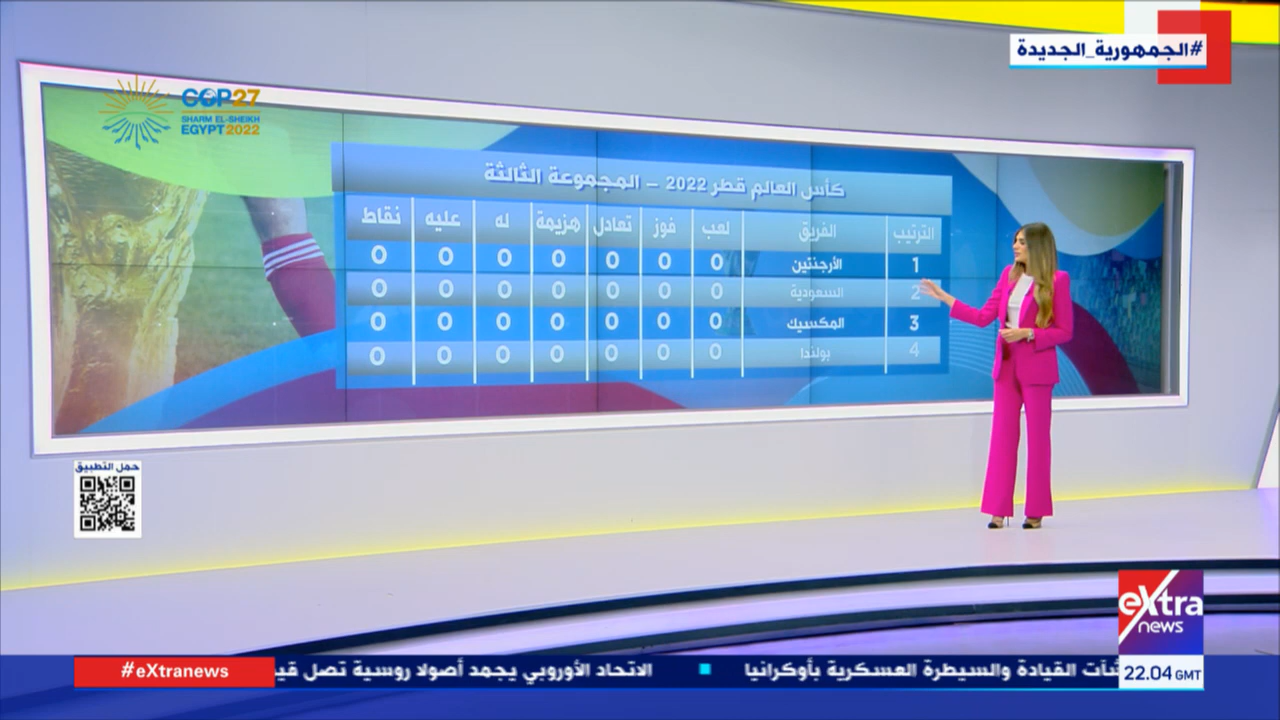 #الجمهورية_الجديدة
COP27
SHARM EL-SHEIKH
EGYPT 2022
كأس العالم قطر 2022 – المجموعة الثالثة
الترتيب الفريق لعب فوز تعادل هزيمة له عليه نقاط
1 الأرجنتين 0 0 0 0 0 0 0
2 السعودية 0 0 0 0 0 0 0
3 المكسيك 0 0 0 0 0 0 0
4 بولندا 0 0 0 0 0 0 0
حمل التطبيق
eXtra
news
22.04 GMT
القيادة والسيطرة العسكرية بأوكرانيا ■ الاتحاد الأوروبي يجمد أصولا روسية تصل
#eXtranews